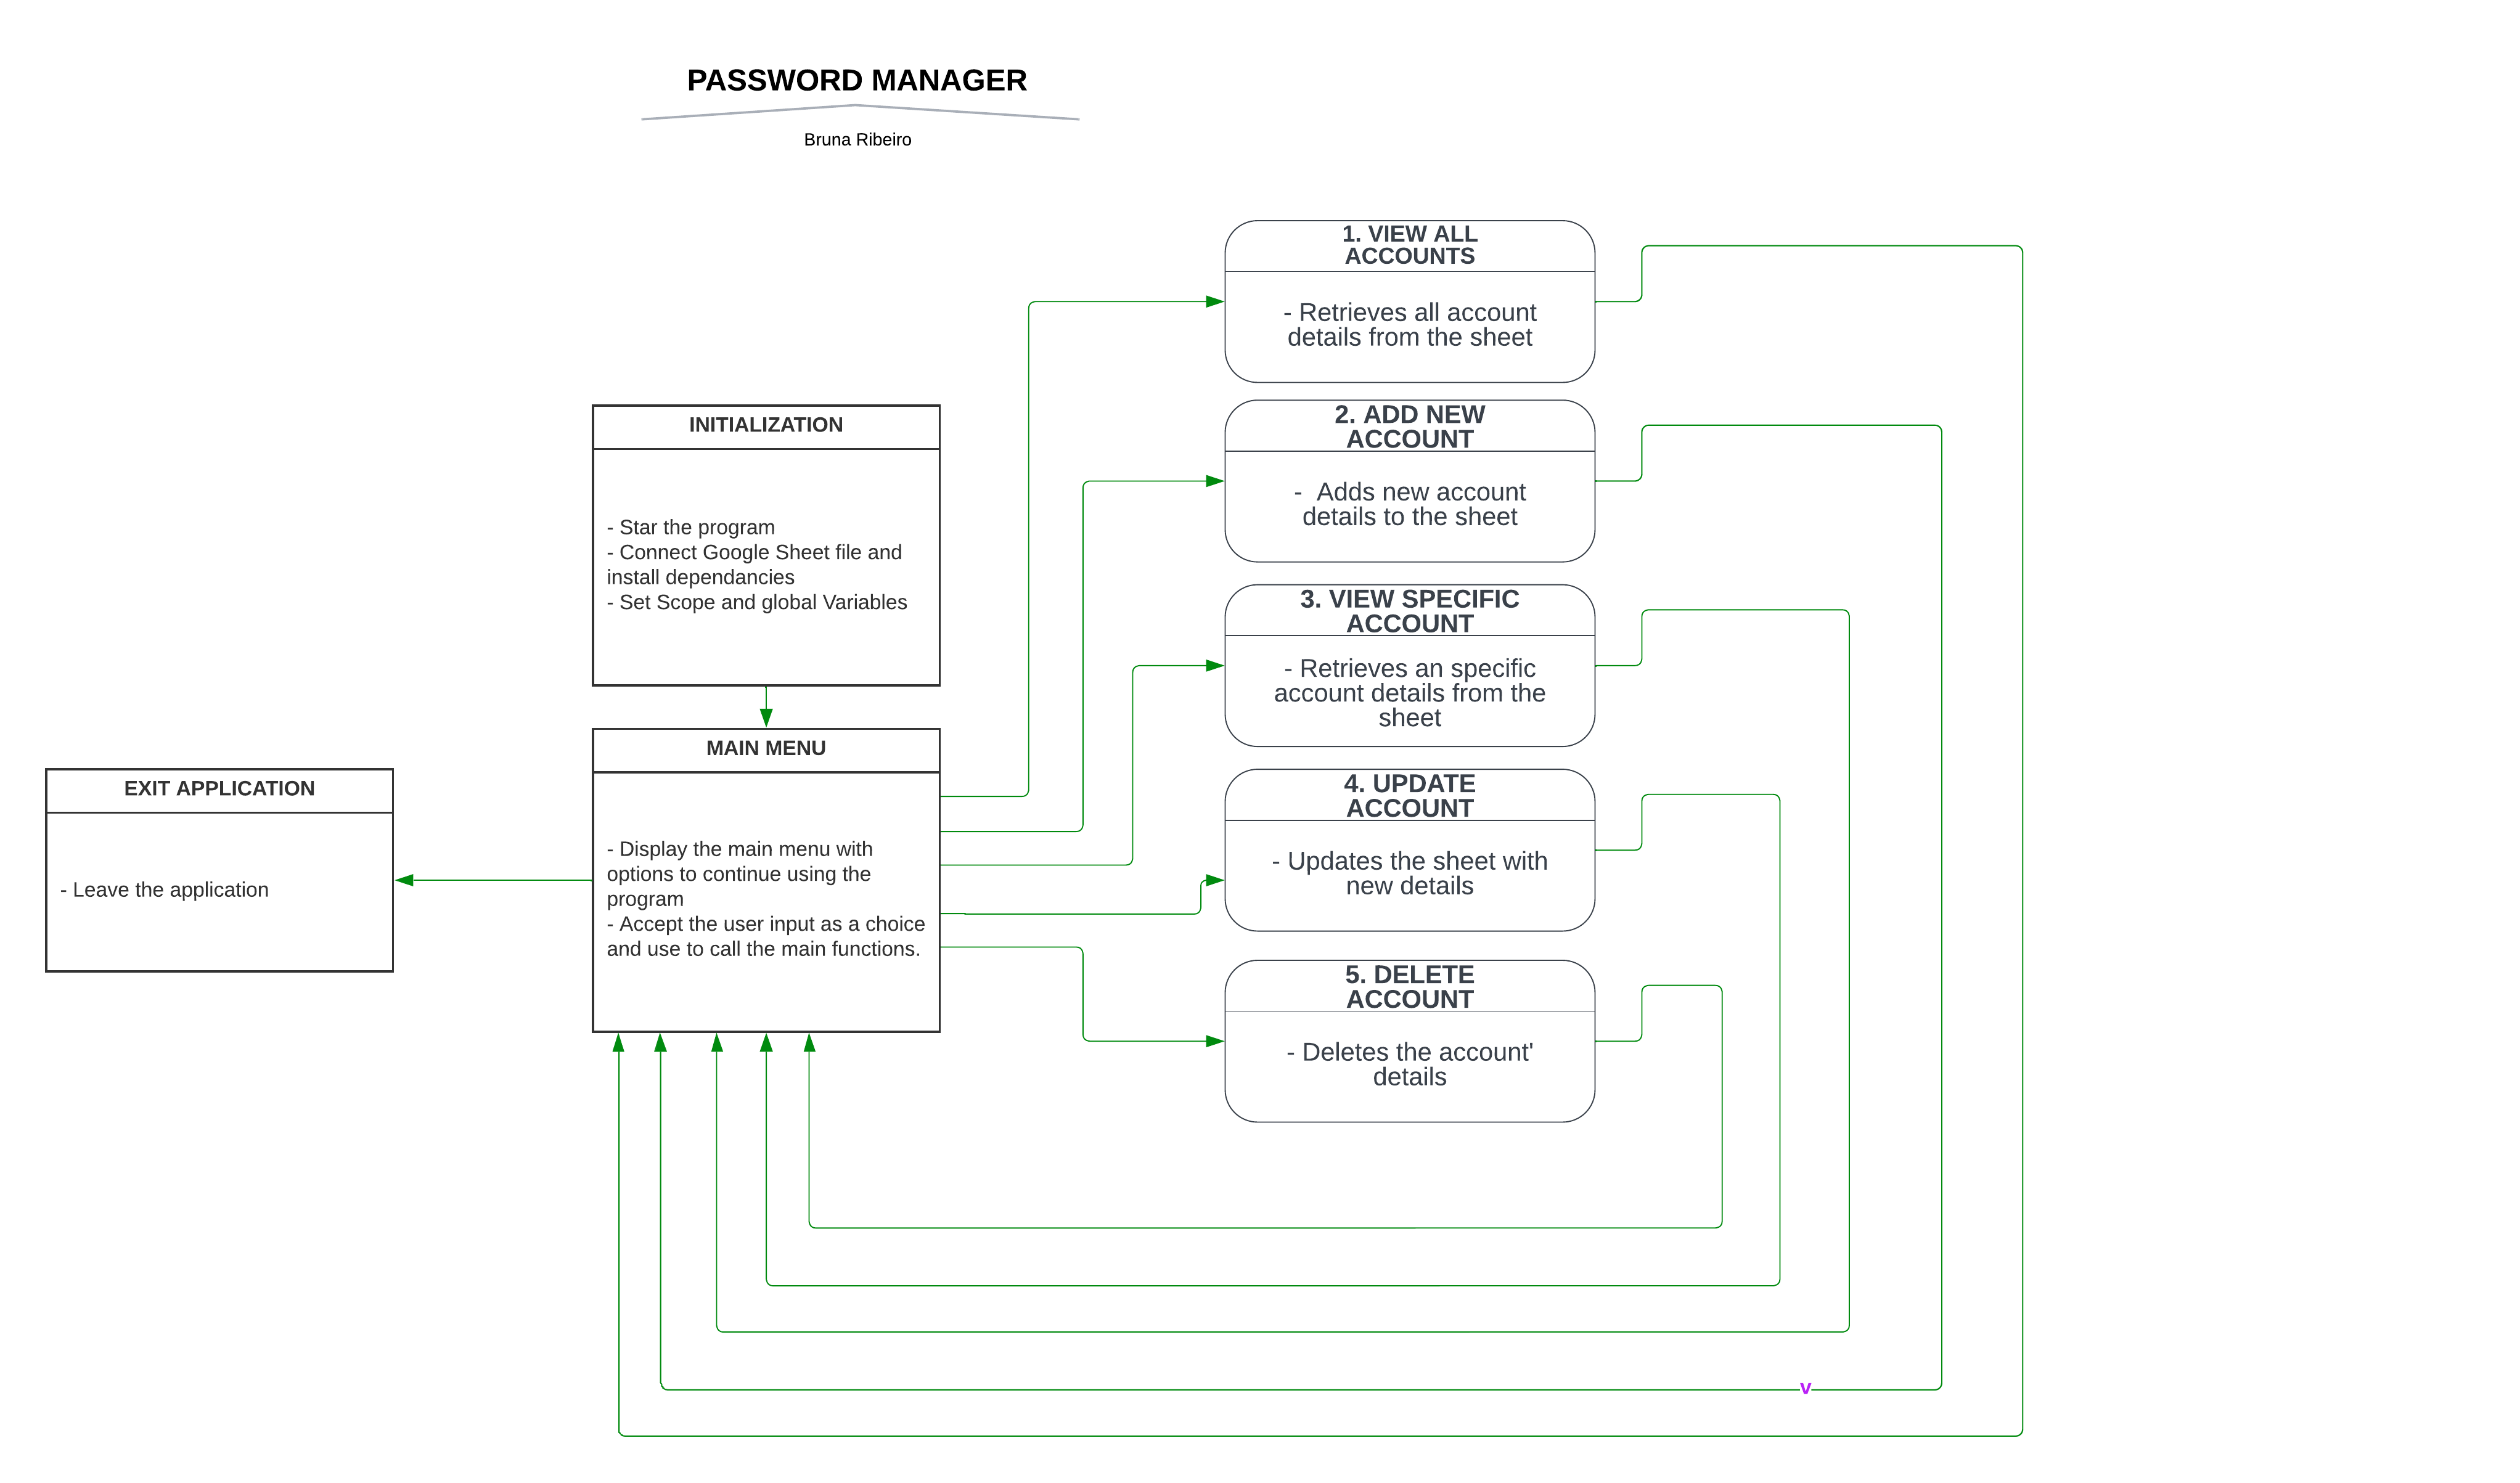 PASSWORD MANAGER
Bruna Ribeiro
1. VIEW ALL
ACCOUNTS
- Retrieves all account
details from the sheet
2. ADD NEW
ACCOUNT
-  Adds new account
details to the sheet
INITIALIZATION
- Star the program
- Connect Google Sheet file and
install dependancies
- Set Scope and global Variables
3. VIEW SPECIFIC
ACCOUNT
- Retrieves an specific
account details from the
sheet
MAIN MENU
- Display the main menu with
options to continue using the
program
- Accept the user input as a choice
and use to call the main functions.
EXIT APPLICATION
- Leave the application
4. UPDATE
ACCOUNT
- Updates the sheet with
new details
5. DELETE
ACCOUNT
- Deletes the account'
details
v